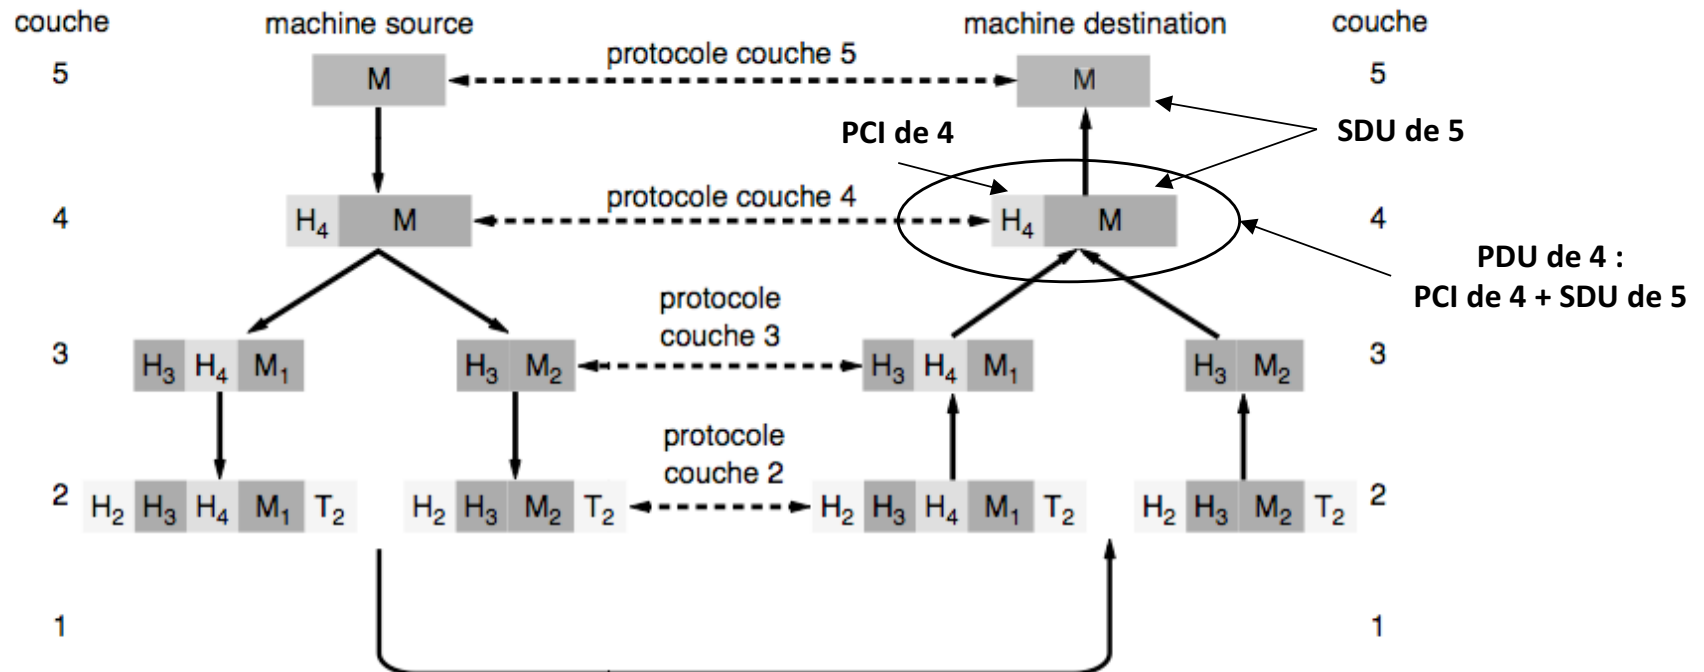 couche machine source machine destination couche
5 M protocole couche 5 M 5
PCI de 4 SDU de 5
4 H4 M protocole couche 4 H4 M 4
PDU de 4 :
PCI de 4 + SDU de 5
protocole
couche 3
3 H3 H4 M1 H3 M2 H3 H4 M1 H3 M2 3
protocole
couche 2
2 H2 H3 H4 M1 T2 H2 H3 M2 T2 H2 H3 H4 M1 T2 H2 H3 M2 T2 2
1 1